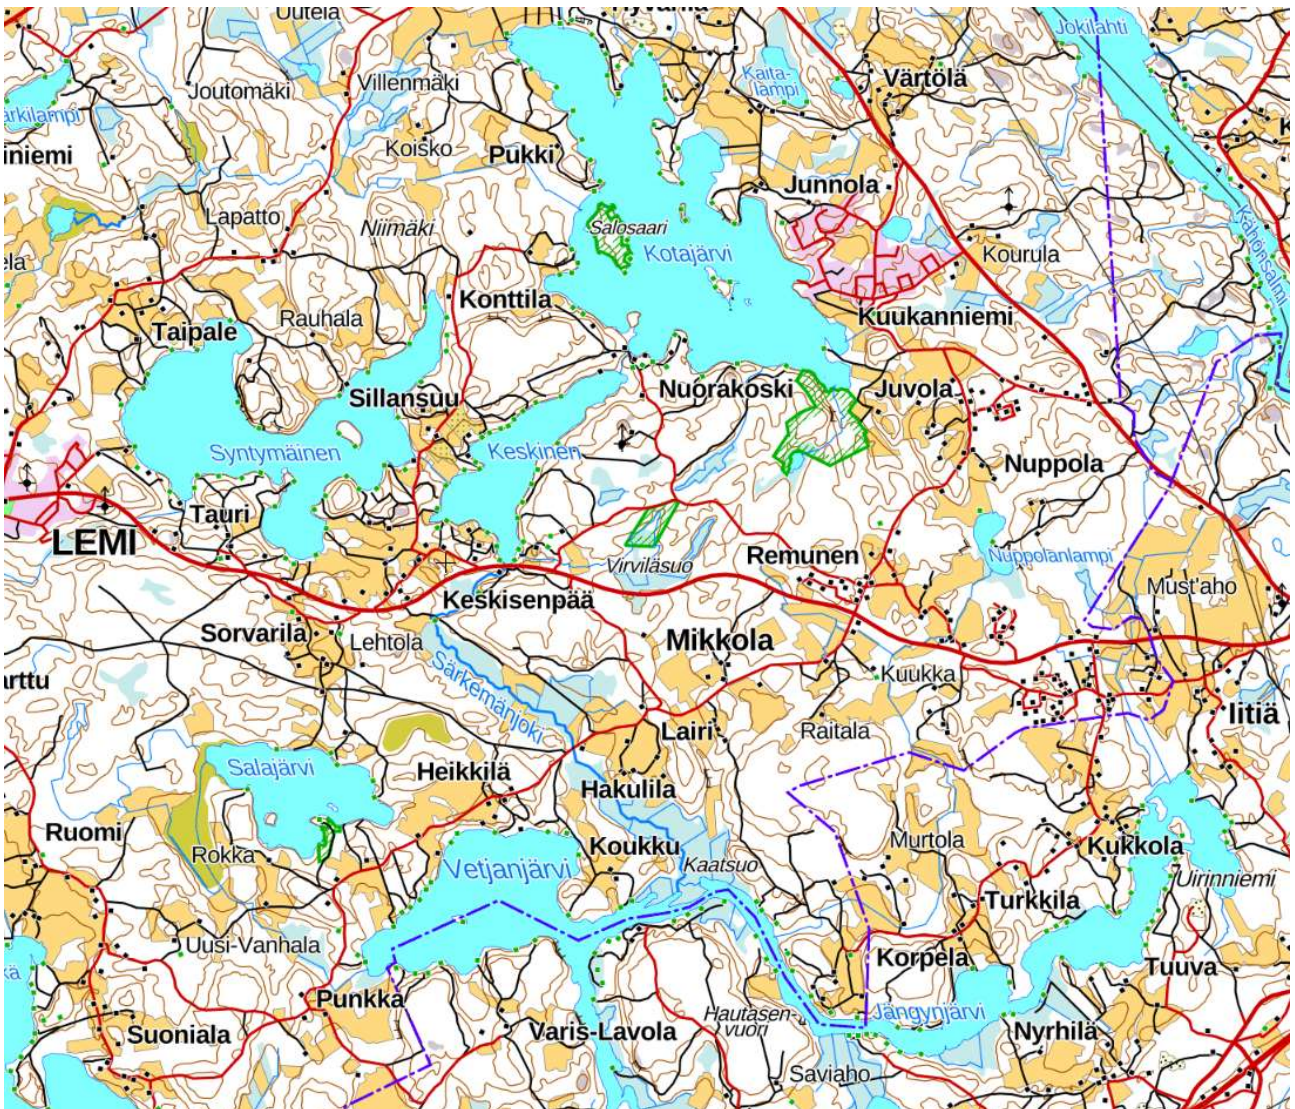 Uutela
Jokilahti
Joutomäki
Villenmäki
Kaita-
lampi
Värtölä
Koisko
Pukki
Junnola
Lapatto
Niimäki
Salosaari
Kotajärvi
Kourula
Kähönsalmi
Konttila
Kuukanniemi
Taipale
Rauhala
Sillansuu
Nuorakoski
Juvola
Syntymäinen
Keskinen
Nuppola
Tauri
LEMI
Virviläsuo
Remunen
Nuppolanlampi
Must'aho
Keskisenpää
Sorvarila
Lehtola
Mikkola
Särkemänjoki
Kuukka
Iitiä
Lairi
Raitala
Salajärvi
Heikkilä
Hakulila
Ruomi
Rokka
Vetjanjärvi
Koukku
Kaatsuo
Murtola
Kukkola
Uirinniemi
Turkkila
Uusi-Vanhala
Korpela
Tuuva
Punkka
Suoniala
Varis-Lavola
Hautasen-
vuori
Jängynjärvi
Nyrhilä
Saviaho